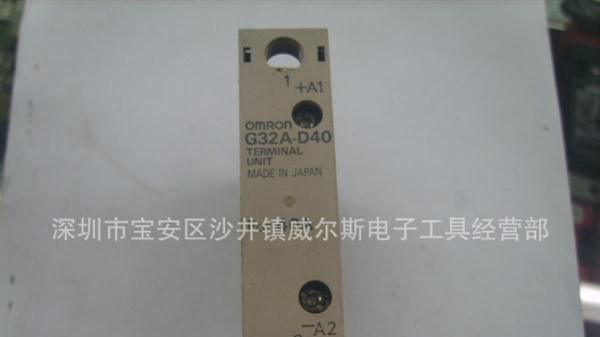 1
+A1
OMRON
G32A-D40
TERMINAL
UNIT
MADE IN JAPAN
深圳市宝安区沙井镇威尔斯电子工具经营部
−A2